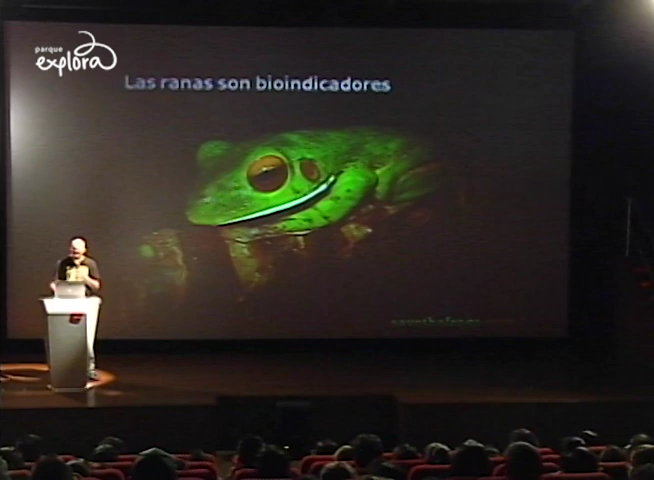 parque
explora
Las ranas son bioindicadores